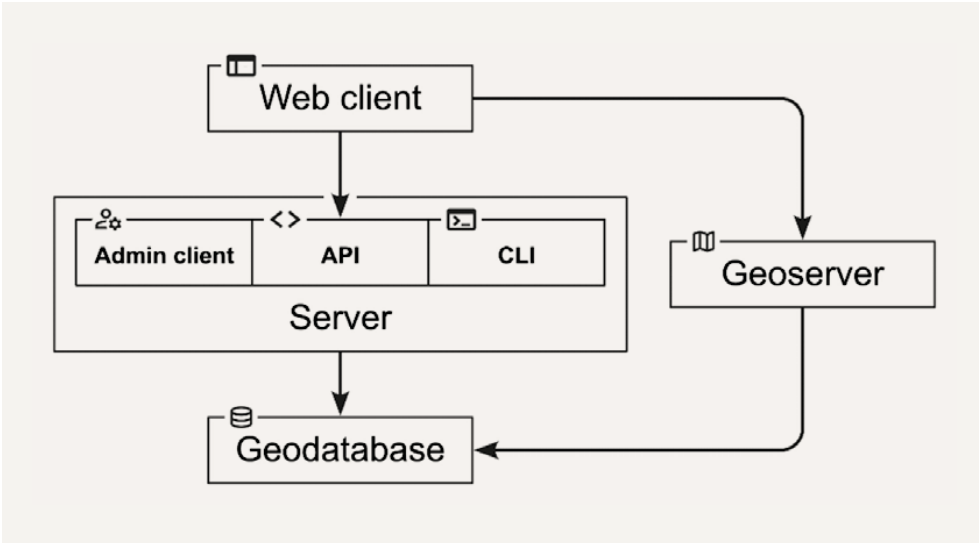 Web client
Admin client
API
CLI
Server
Geoserver
Geodatabase